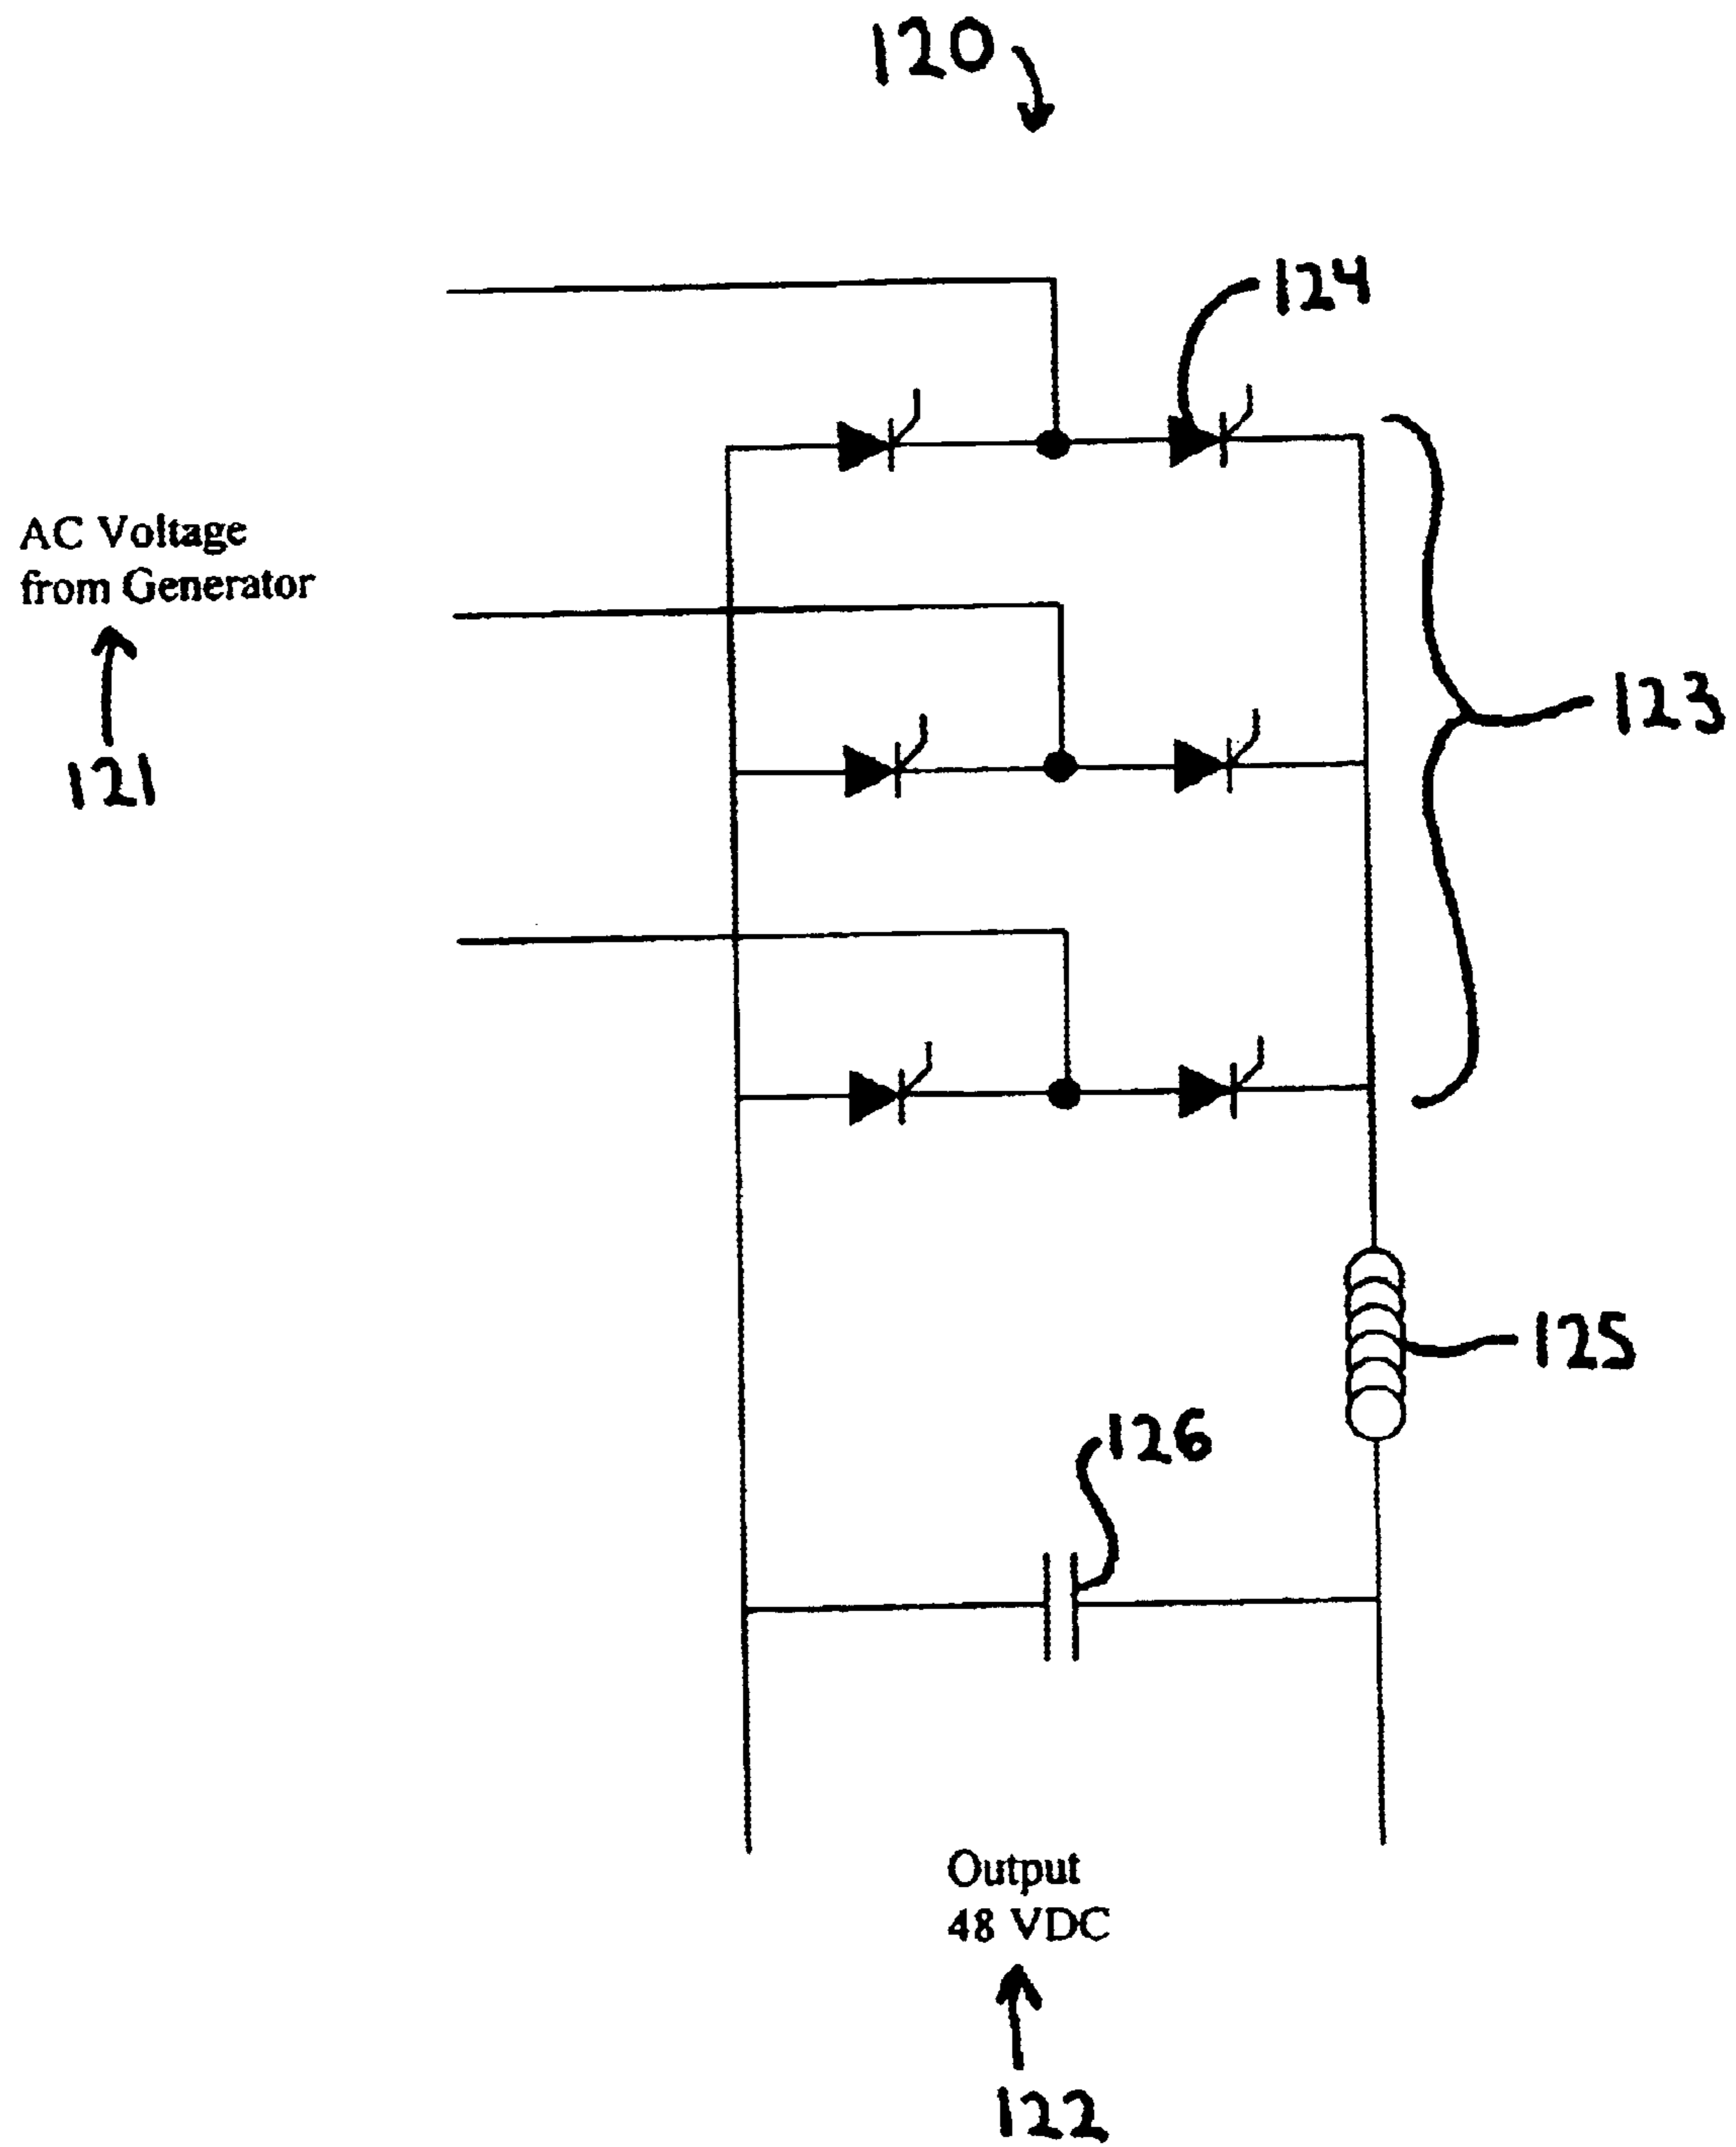 120
124
AC Voltage
from Generator
123
121
125
126
Output
48 VDC
122